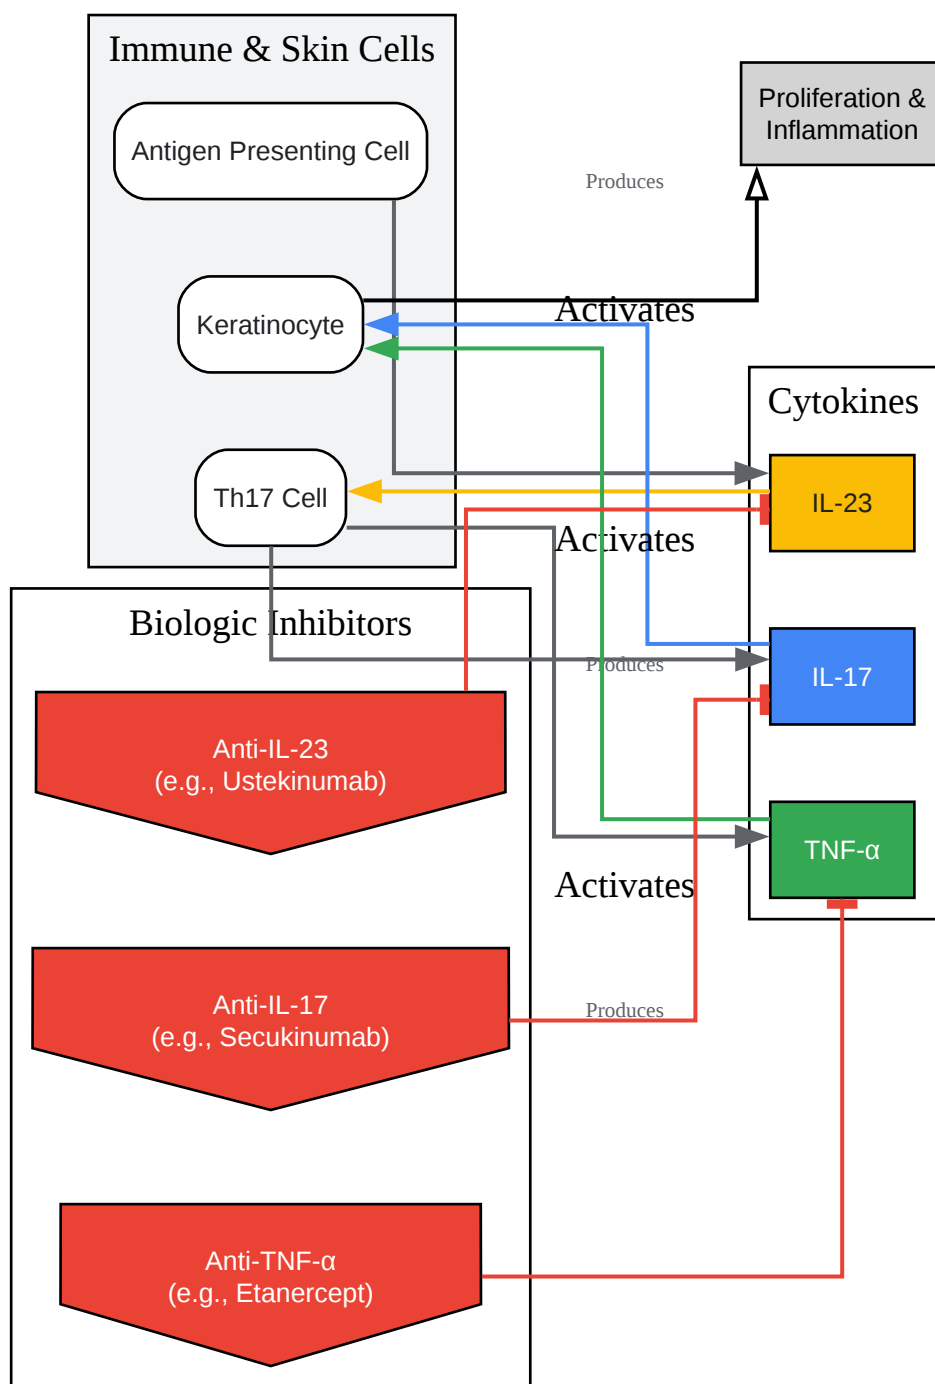 Immune & Skin Cells
Antigen Presenting Cell
Proliferation &
Inflammation
Produces
Activates
Keratinocyte
Cytokines
Th17 Cell
IL-23
Activates
Biologic Inhibitors
Produces
IL-17
Anti-IL-23
(e.g., Ustekinumab)
TNF-α
Activates
Anti-IL-17
(e.g., Secukinumab)
Produces
Anti-TNF-α
(e.g., Etanercept)